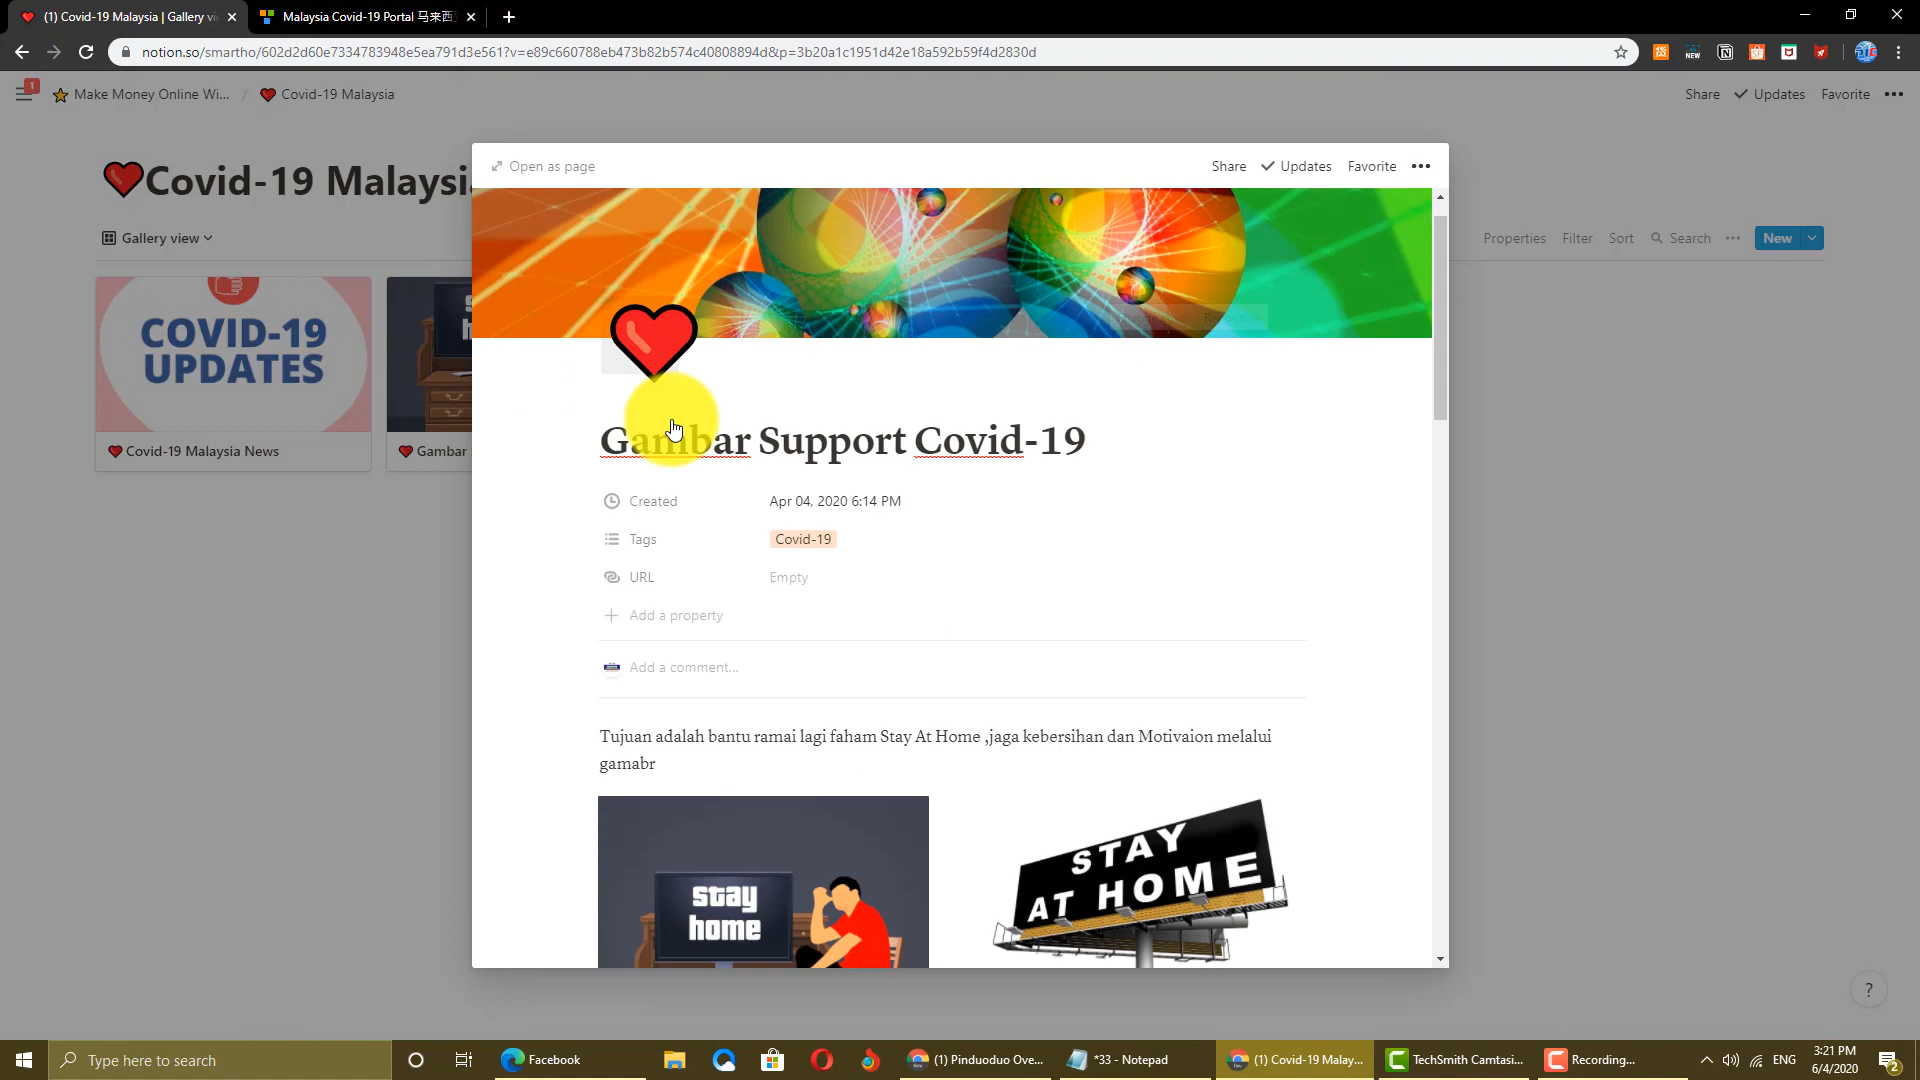 (1) Covid-19 Malaysia | Gallery vi
Malaysia Covid-19 Portal 马来西
notion.so/smartho/602d2d60e7334783948e5ea791d3e561?v=e89c660788eb473b82b574c40808894d&p=3b20a1c1951d42e18a592b59f4d2830d
NEW
1
Make Money Online Wi...
/
Covid-19 Malaysia
Share
Updates
Favorite
Open as page
Share
Updates
Favorite
Covid-19 Malaysi
Gallery view
Properties
Filter
Sort
Search
New
COVID-19
UPDATES
Covid-19 Malaysia News
Gambar
Gambar Support Covid-19
Created
Apr 04, 2020 6:14 PM
Tags
Covid-19
URL
Empty
Add a property
Add a comment...
Tujuan adalah bantu ramai lagi faham Stay At Home ,jaga kebersihan dan Motivaion melalui
gamabr
stay
home
STAY
AT HOME
?
Type here to search
Facebook
(1) Pinduoduo Ove...
*33 - Notepad
(1) Covid-19 Malay...
TechSmith Camtasi...
Recording...
ENG
3:21 PM
6/4/2020
2